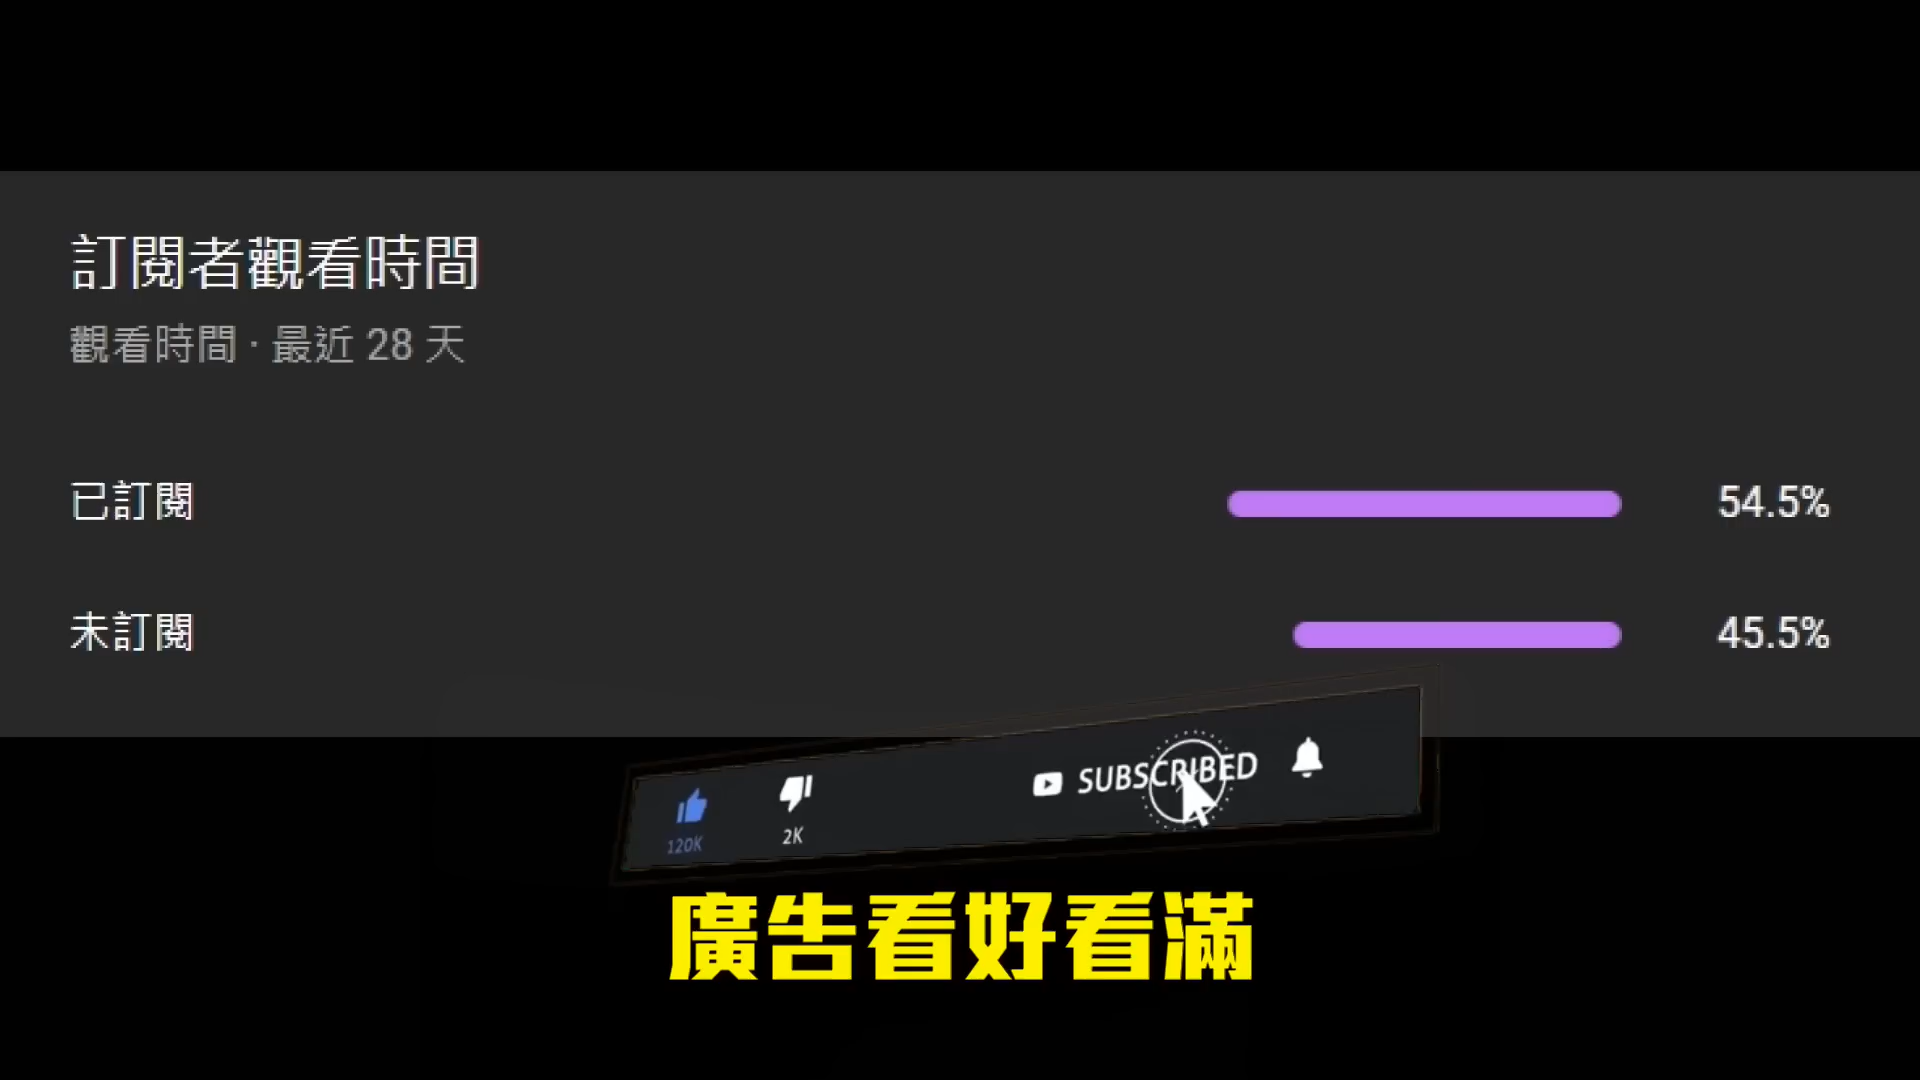 訂閱者觀看時間
觀看時間 · 最近 28 天
已訂閱 54.5%
未訂閱 45.5%
SUBSCRIBED
120K 2K
廣告看好看滿